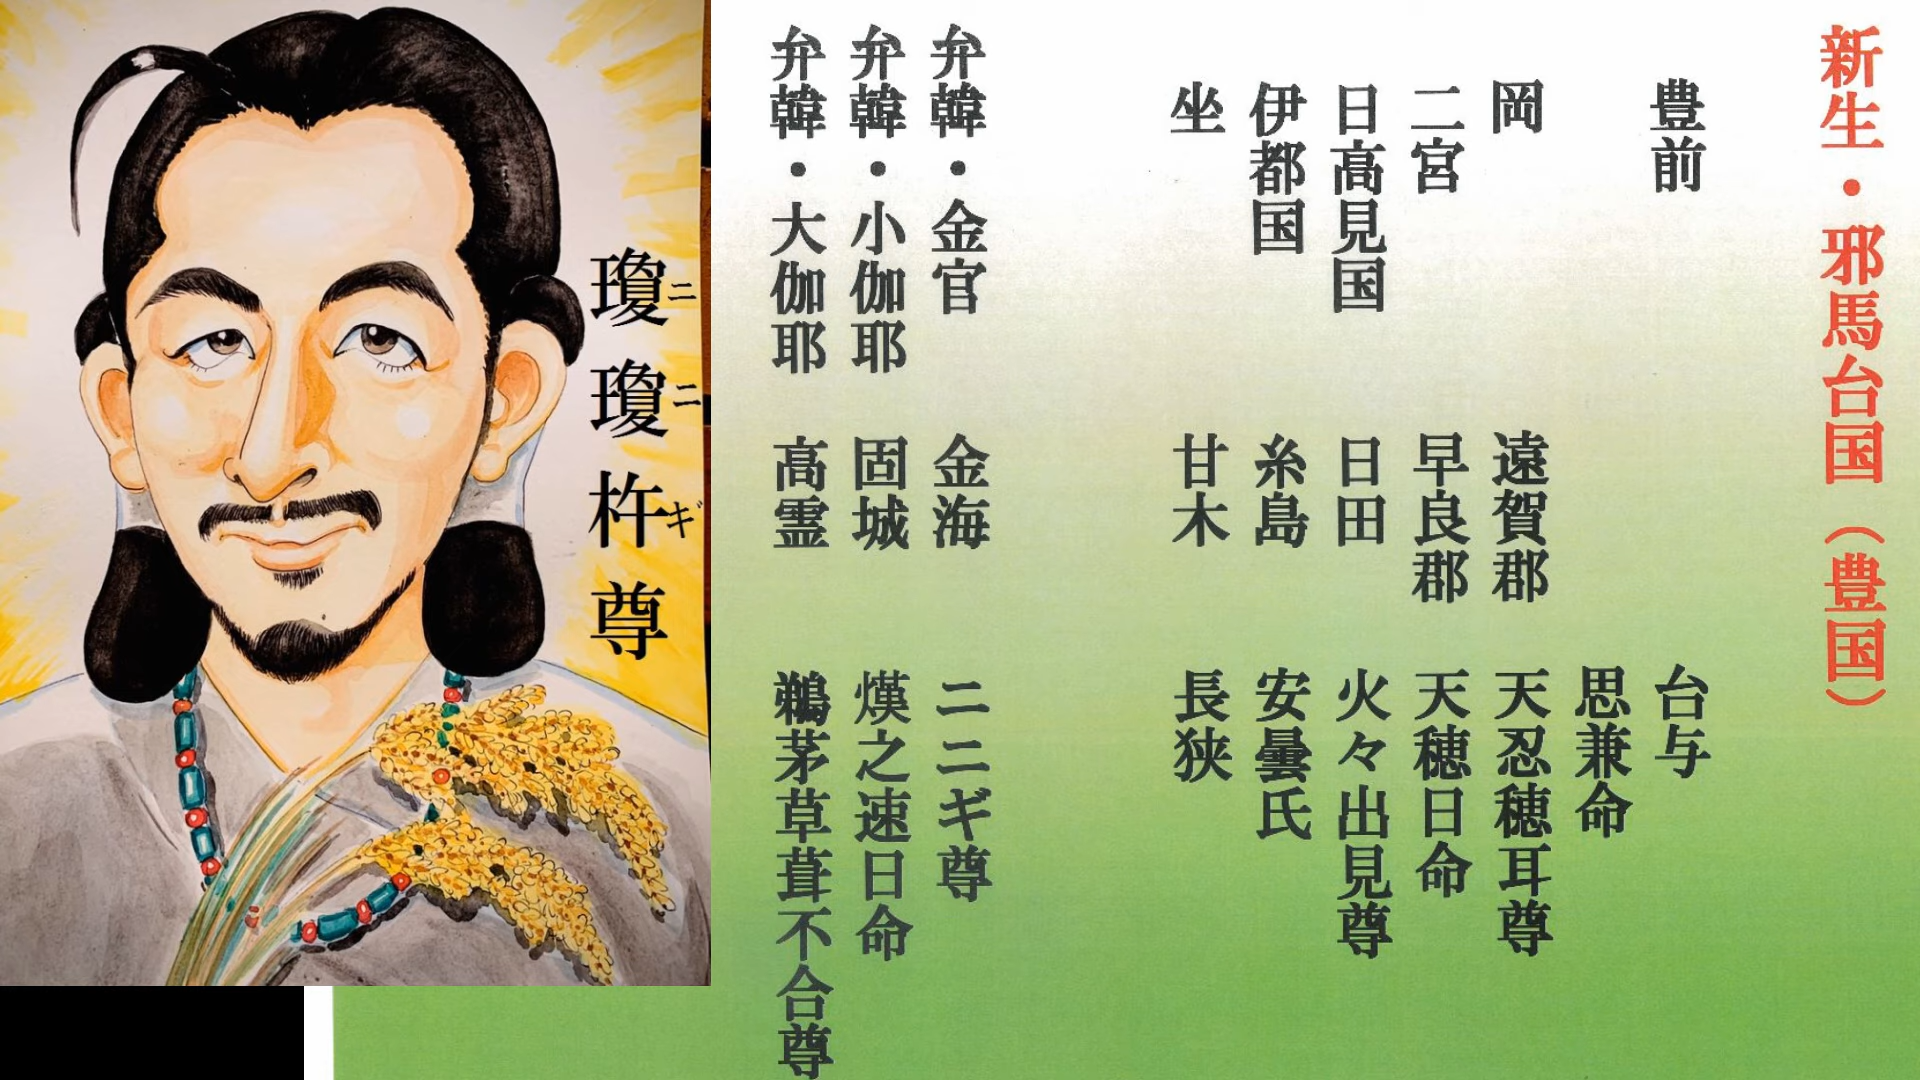 新生・邪馬台国（豊国）
豊前 台与
思兼命
岡 遠賀郡 天忍穂耳尊
二宮 早良郡 天穂日命
日高見国 日田 火々出見尊
伊都国 糸島 安曇氏
坐 甘木 長狭
弁韓・金官 金海 ニニギ尊
弁韓・小伽耶 固城 熯之速日命
弁韓・大伽耶 高霊 鵜茅草葺不合尊
瓊瓊杵尊
ニニギ